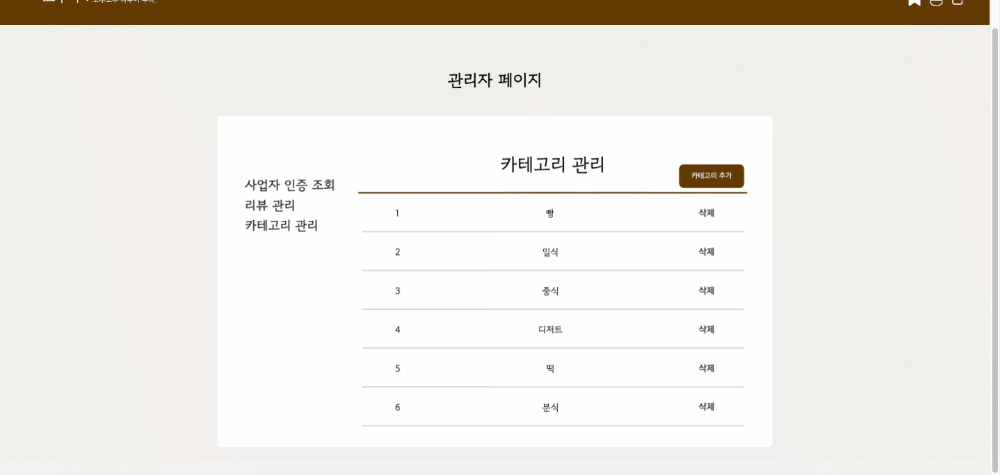 관리자 페이지
카테고리 관리
카테고리 추가
사업자 인증 조회
리뷰 관리
카테고리 관리
1 빵 삭제
2 일식 삭제
3 중식 삭제
4 디저트 삭제
5 떡 삭제
6 분식 삭제